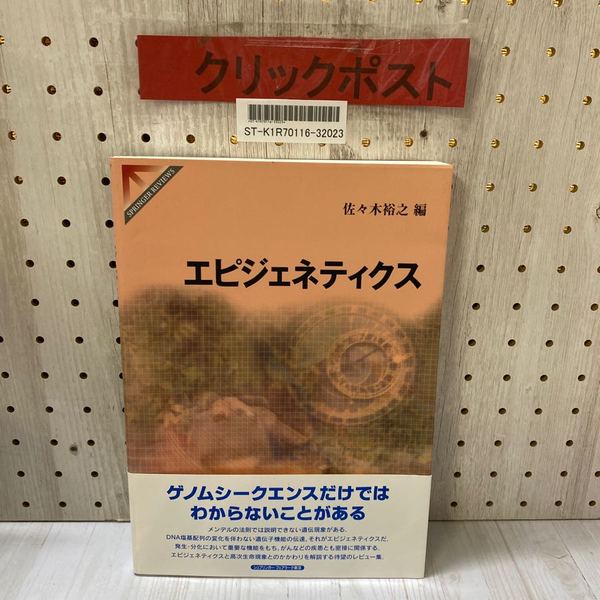 クリックポスト
ST-K1R70116-32023
SPRINGER REVIEWS
佐々木裕之 編
エピジェネティクス
ゲノムシークエンスだけでは
わからないことがある
メンデルの法則では説明できない遺伝現象がある。
DNA塩基配列の変化を伴わない遺伝子機能の伝達、それがエピジェネティクスだ。
発生・分化において重要な機能をもち、がんなどの疾患とも密接に関係する。
エピジェネティクスと高次生命現象とのかかわりを解説する待望のレビュー集。
シュプリンガー・フェアラーク東京